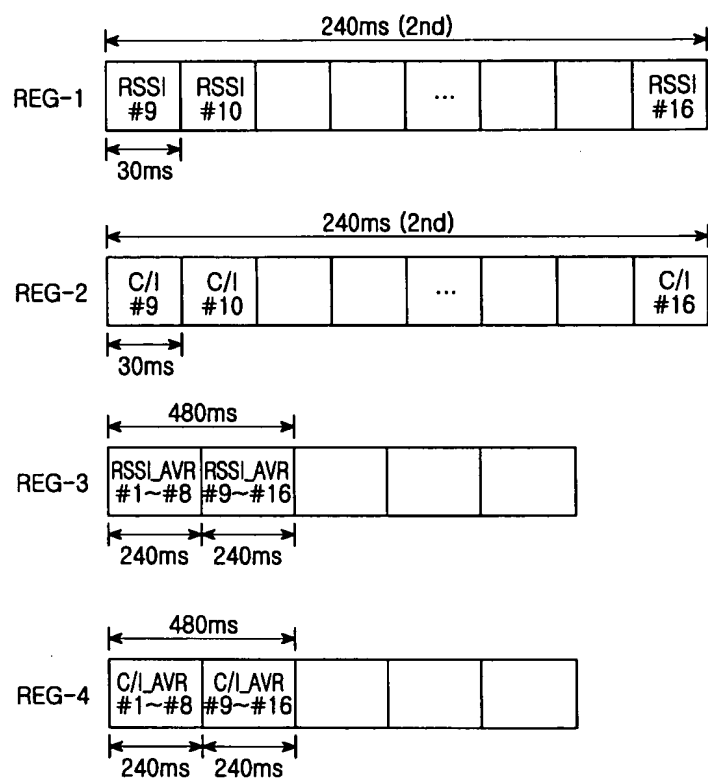 240ms (2nd)
REG-1
RSSI #9
RSSI #10
...
RSSI #16
30ms
240ms (2nd)
REG-2
C/I #9
C/I #10
...
C/I #16
30ms
480ms
REG-3
RSSI_AVR #1~#8
RSSI_AVR #9~#16
240ms 240ms
480ms
REG-4
C/I_AVR #1~#8
C/I_AVR #9~#16
240ms 240ms